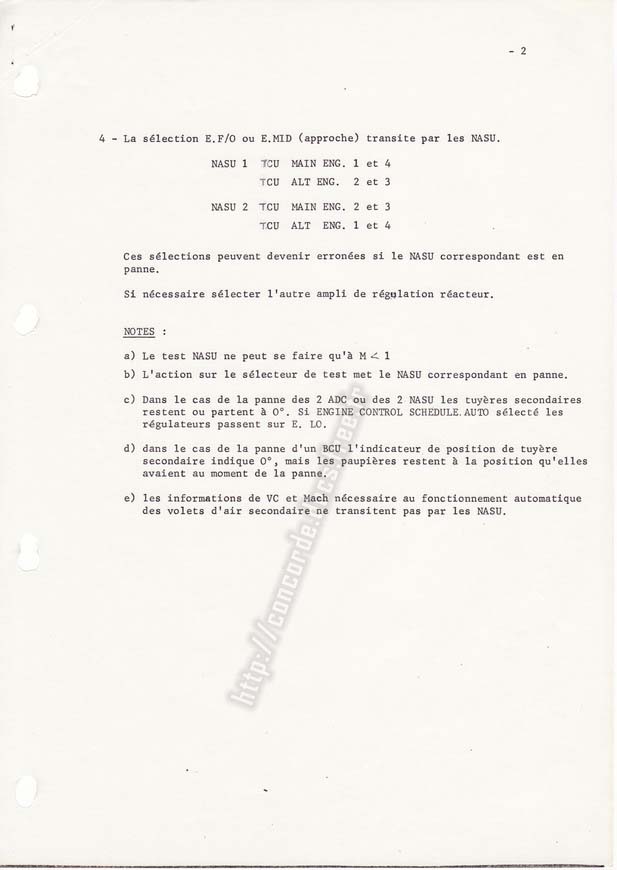 - 2
4 - La sélection E.F/O ou E.MID (approche) transite par les NASU.
NASU 1 TCU MAIN ENG. 1 et 4
TCU ALT ENG. 2 et 3
NASU 2 TCU MAIN ENG. 2 et 3
TCU ALT ENG. 1 et 4
Ces sélections peuvent devenir erronées si le NASU correspondant est en
panne.
Si nécessaire sélecter l'autre ampli de régulation réacteur.
NOTES :
a) Le test NASU ne peut se faire qu'à M < 1
b) L'action sur le sélecteur de test met le NASU correspondant en panne.
c) Dans le cas de la panne des 2 ADC ou des 2 NASU les tuyères secondaires
restent ou partent à 0°. Si ENGINE CONTROL SCHEDULE.AUTO sélecté les
régulateurs passent sur E. LO.
d) dans le cas de la panne d'un BCU l'indicateur de position de tuyère
secondaire indique 0°, mais les paupières restent à la position qu'elles
avaient au moment de la panne.
e) les informations de VC et Mach nécessaire au fonctionnement automatique
des volets d'air secondaire ne transitent pas par les NASU.